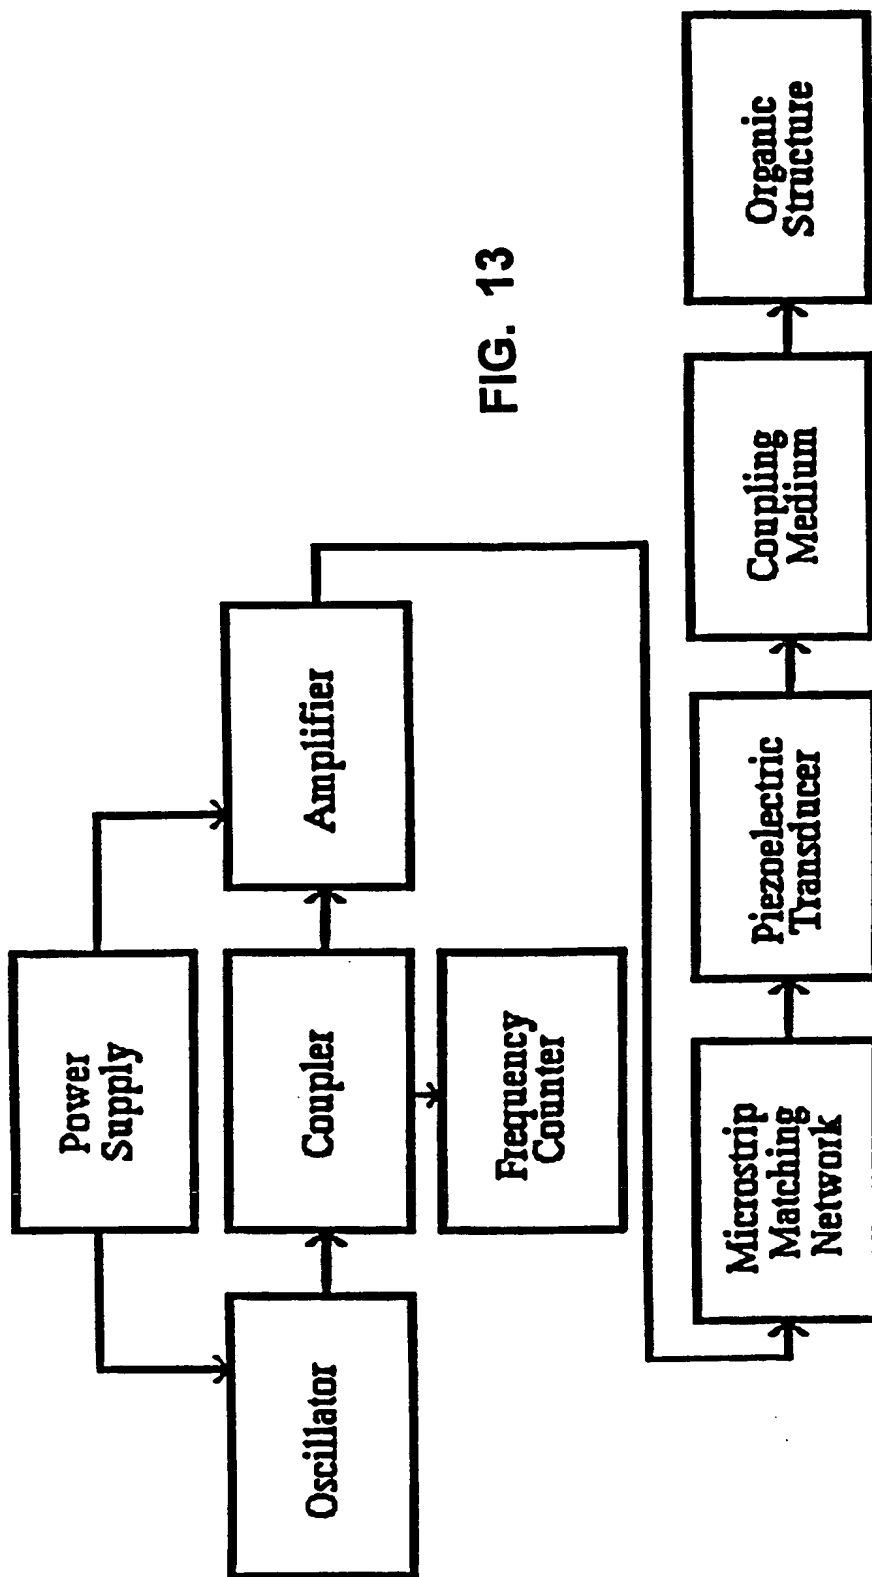 Power
Supply
Oscillator
Coupler
Amplifier
Frequency
Counter
FIG. 13
Microstrip
Matching
Network
Piezoelectric
Transducer
Coupling
Medium
Organic
Structure